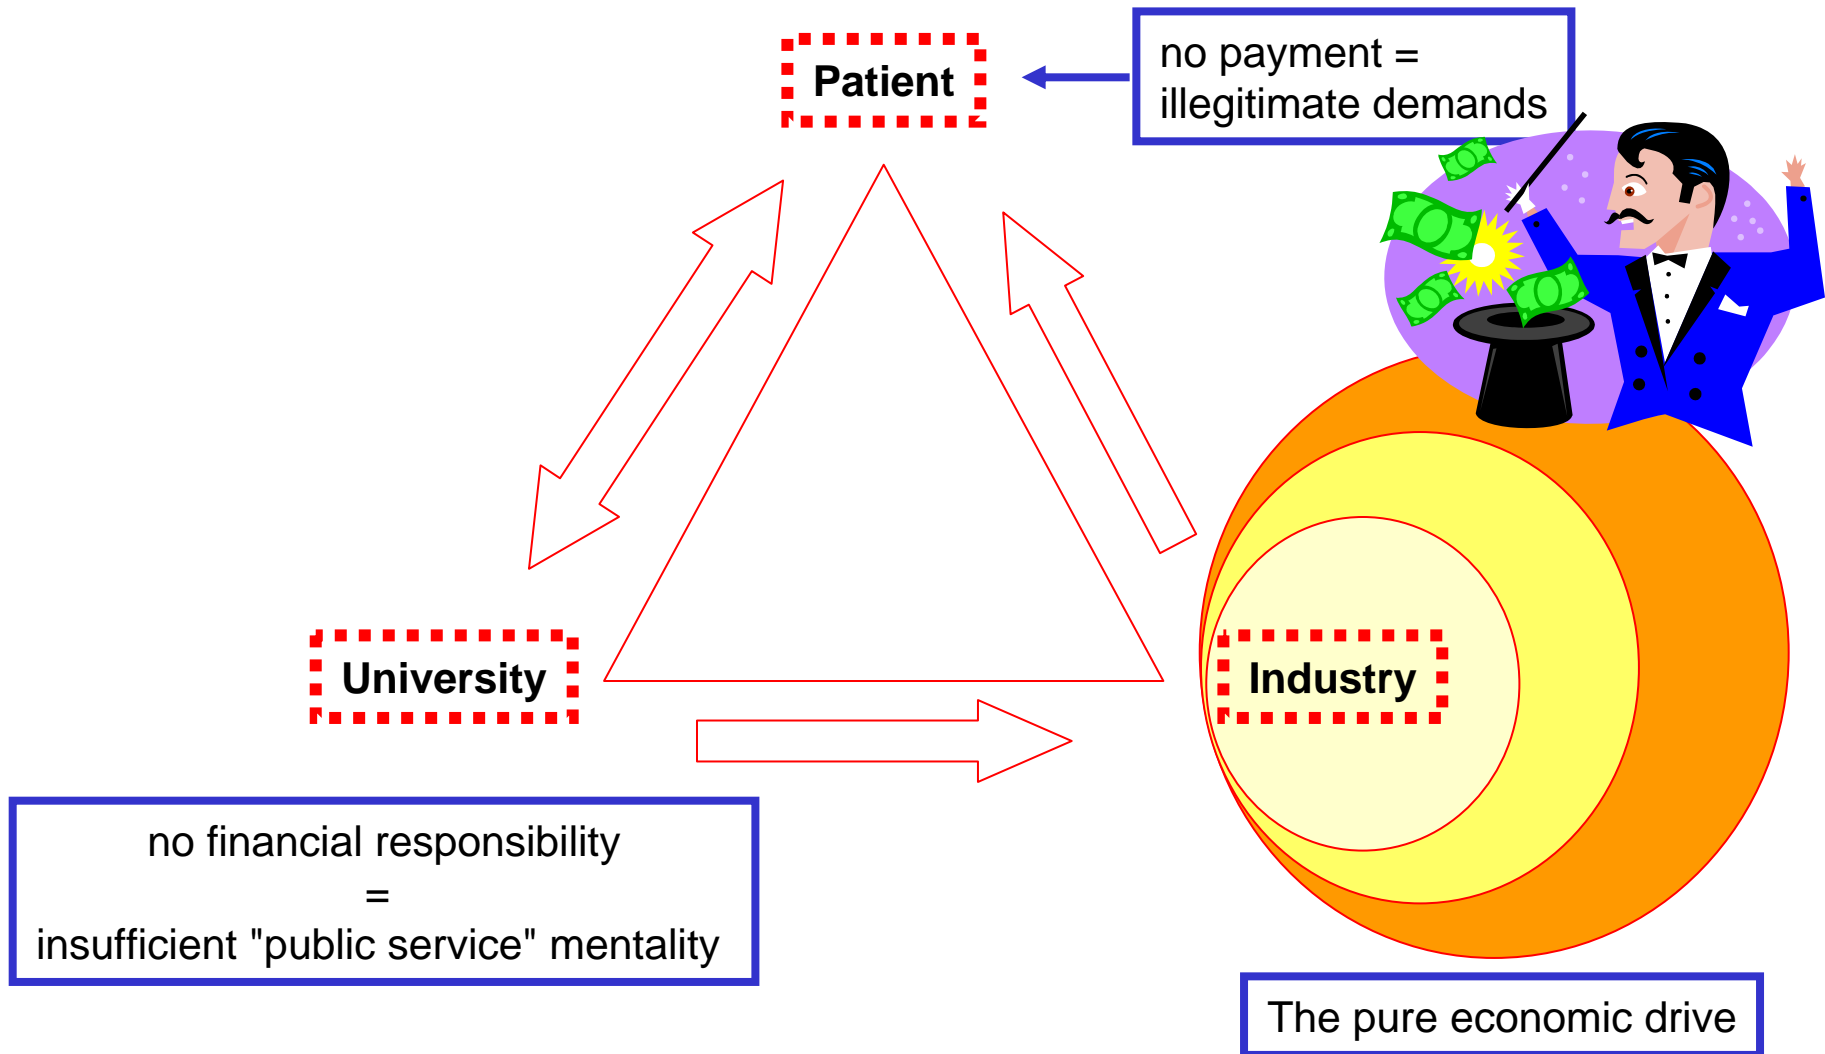 Patient
no payment =
illegitimate demands
University
Industry
no financial responsibility
=
insufficient "public service" mentality
The pure economic drive